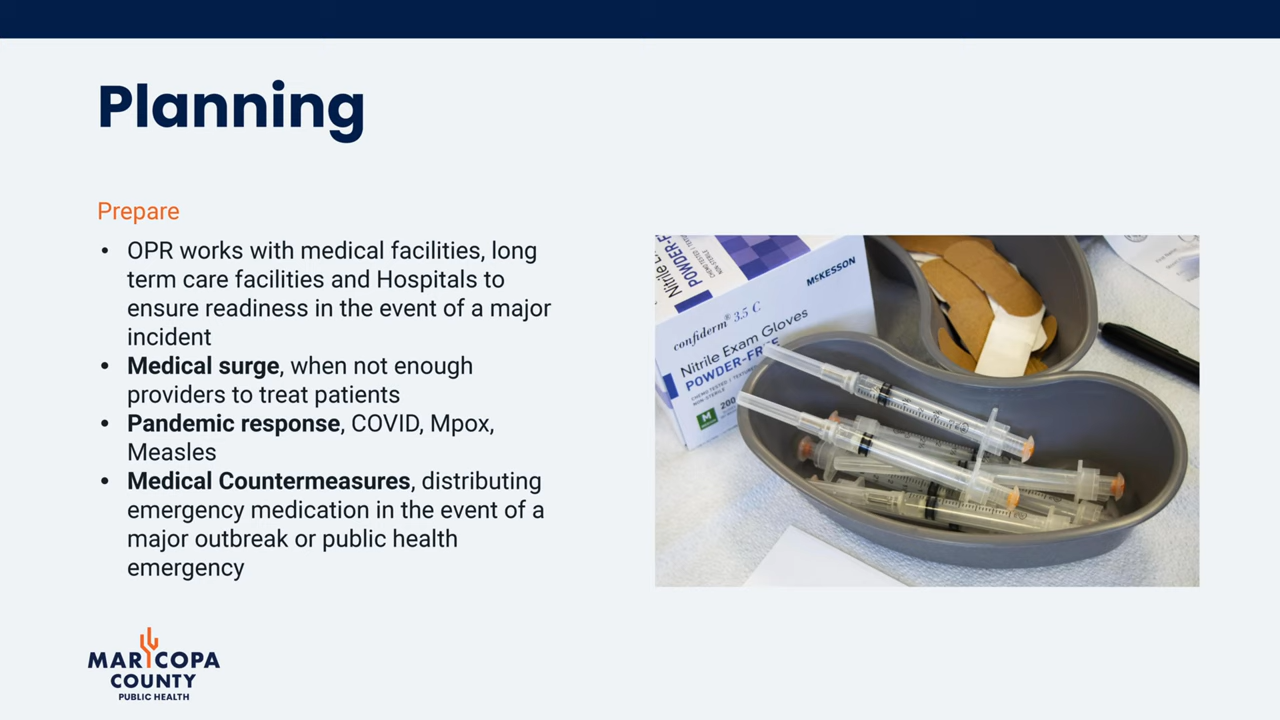 Planning
Prepare
• OPR works with medical facilities, long
term care facilities and Hospitals to
ensure readiness in the event of a major
incident
• Medical surge, when not enough
providers to treat patients
• Pandemic response, COVID, Mpox,
Measles
• Medical Countermeasures, distributing
emergency medication in the event of a
major outbreak or public health
emergency
MCKESSON
confiderm® 3.5 C
Nitrile Exam Gloves
POWDER-FREE
NON-STERILE
200
MARICOPA
COUNTY
PUBLIC HEALTH